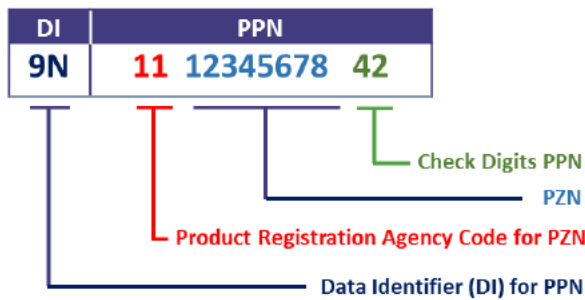 DI PPN
9N 11 12345678 42
Check Digits PPN
PZN
Product Registration Agency Code for PZN
Data Identifier (DI) for PPN